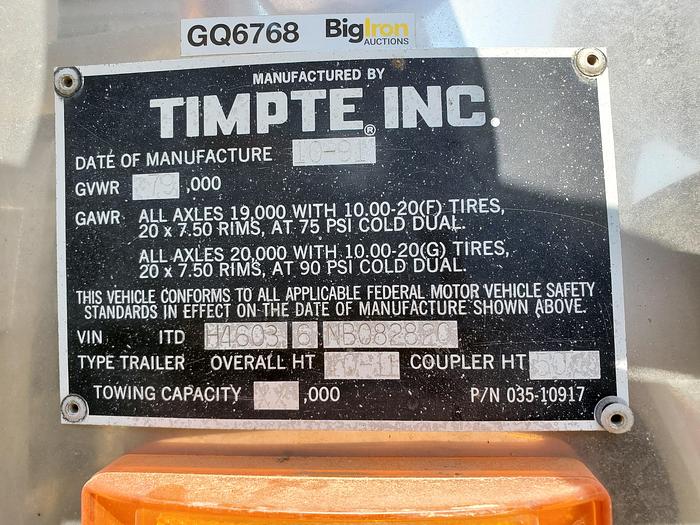 GQ6768 BigIron
AUCTIONS
MANUFACTURED BY
TIMPTE® INC.
DATE OF MANUFACTURE 10-91
GVWR ,000
GAWR ALL AXLES 19,000 WITH 10.00-20(F) TIRES,
20 x 7.50 RIMS, AT 75 PSI COLD DUAL.
ALL AXLES 20,000 WITH 10.00-20(G) TIRES,
20 x 7.50 RIMS, AT 90 PSI COLD DUAL.
THIS VEHICLE CONFORMS TO ALL APPLICABLE FEDERAL MOTOR VEHICLE SAFETY
STANDARDS IN EFFECT ON THE DATE OF MANUFACTURE SHOWN ABOVE.
VIN ITD H4603 6 NB082820
TYPE TRAILER OVERALL HT COUPLER HT
TOWING CAPACITY ,000 P/N 035-10917